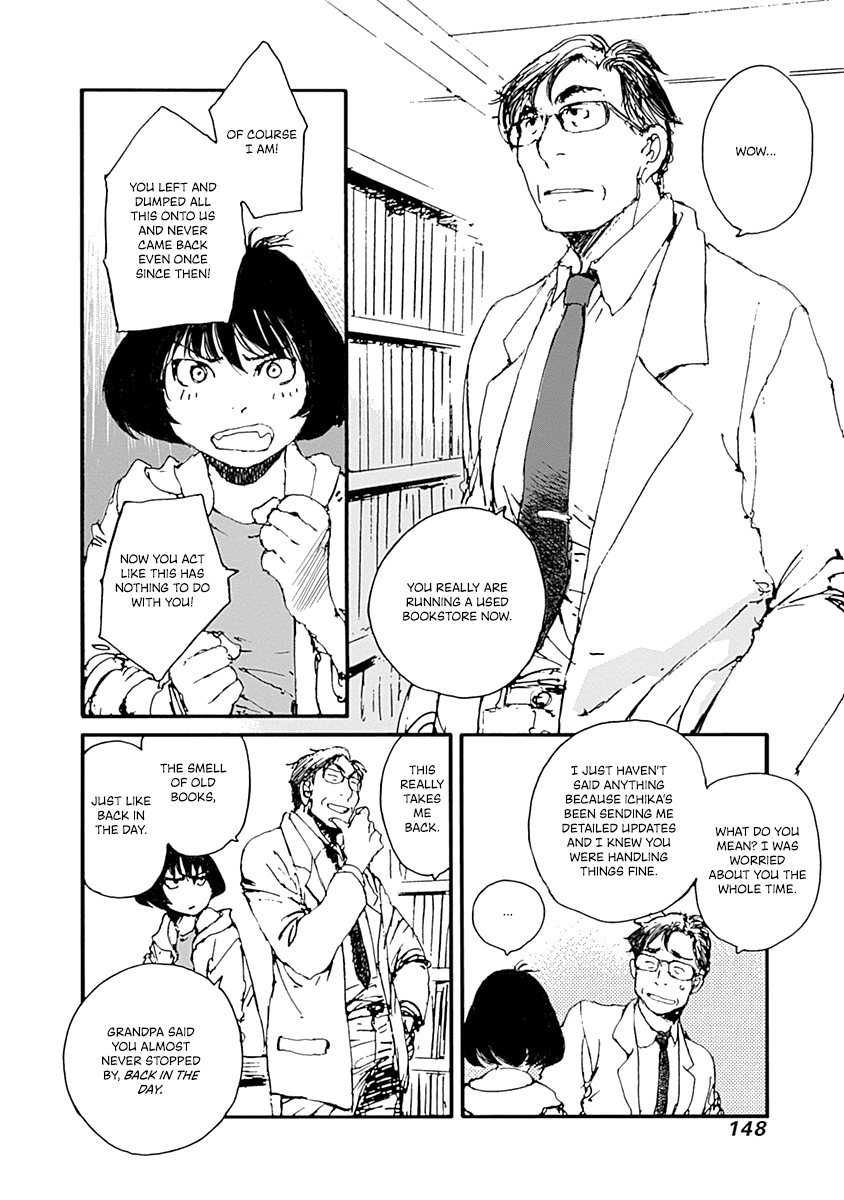 WOW...
YOU REALLY ARE
RUNNING A USED
BOOKSTORE NOW.
OF COURSE
I AM!
YOU LEFT AND
DUMPED ALL
THIS ONTO US
AND NEVER
CAME BACK
EVEN ONCE
SINCE THEN!
NOW YOU ACT
LIKE THIS HAS
NOTHING TO DO
WITH YOU!
WHAT DO YOU
MEAN? I WAS
WORRIED
ABOUT YOU THE
WHOLE TIME.
I JUST HAVEN'T
SAID ANYTHING
BECAUSE ICHIKA'S
BEEN SENDING ME
DETAILED UPDATES
AND I KNEW YOU
WERE HANDLING
THINGS FINE.
...
THIS
REALLY
TAKES
ME
BACK.
THE SMELL
OF OLD
BOOKS,
JUST LIKE
BACK IN
THE DAY.
GRANDPA SAID
YOU ALMOST
NEVER STOPPED
BY, BACK IN THE
DAY.
148